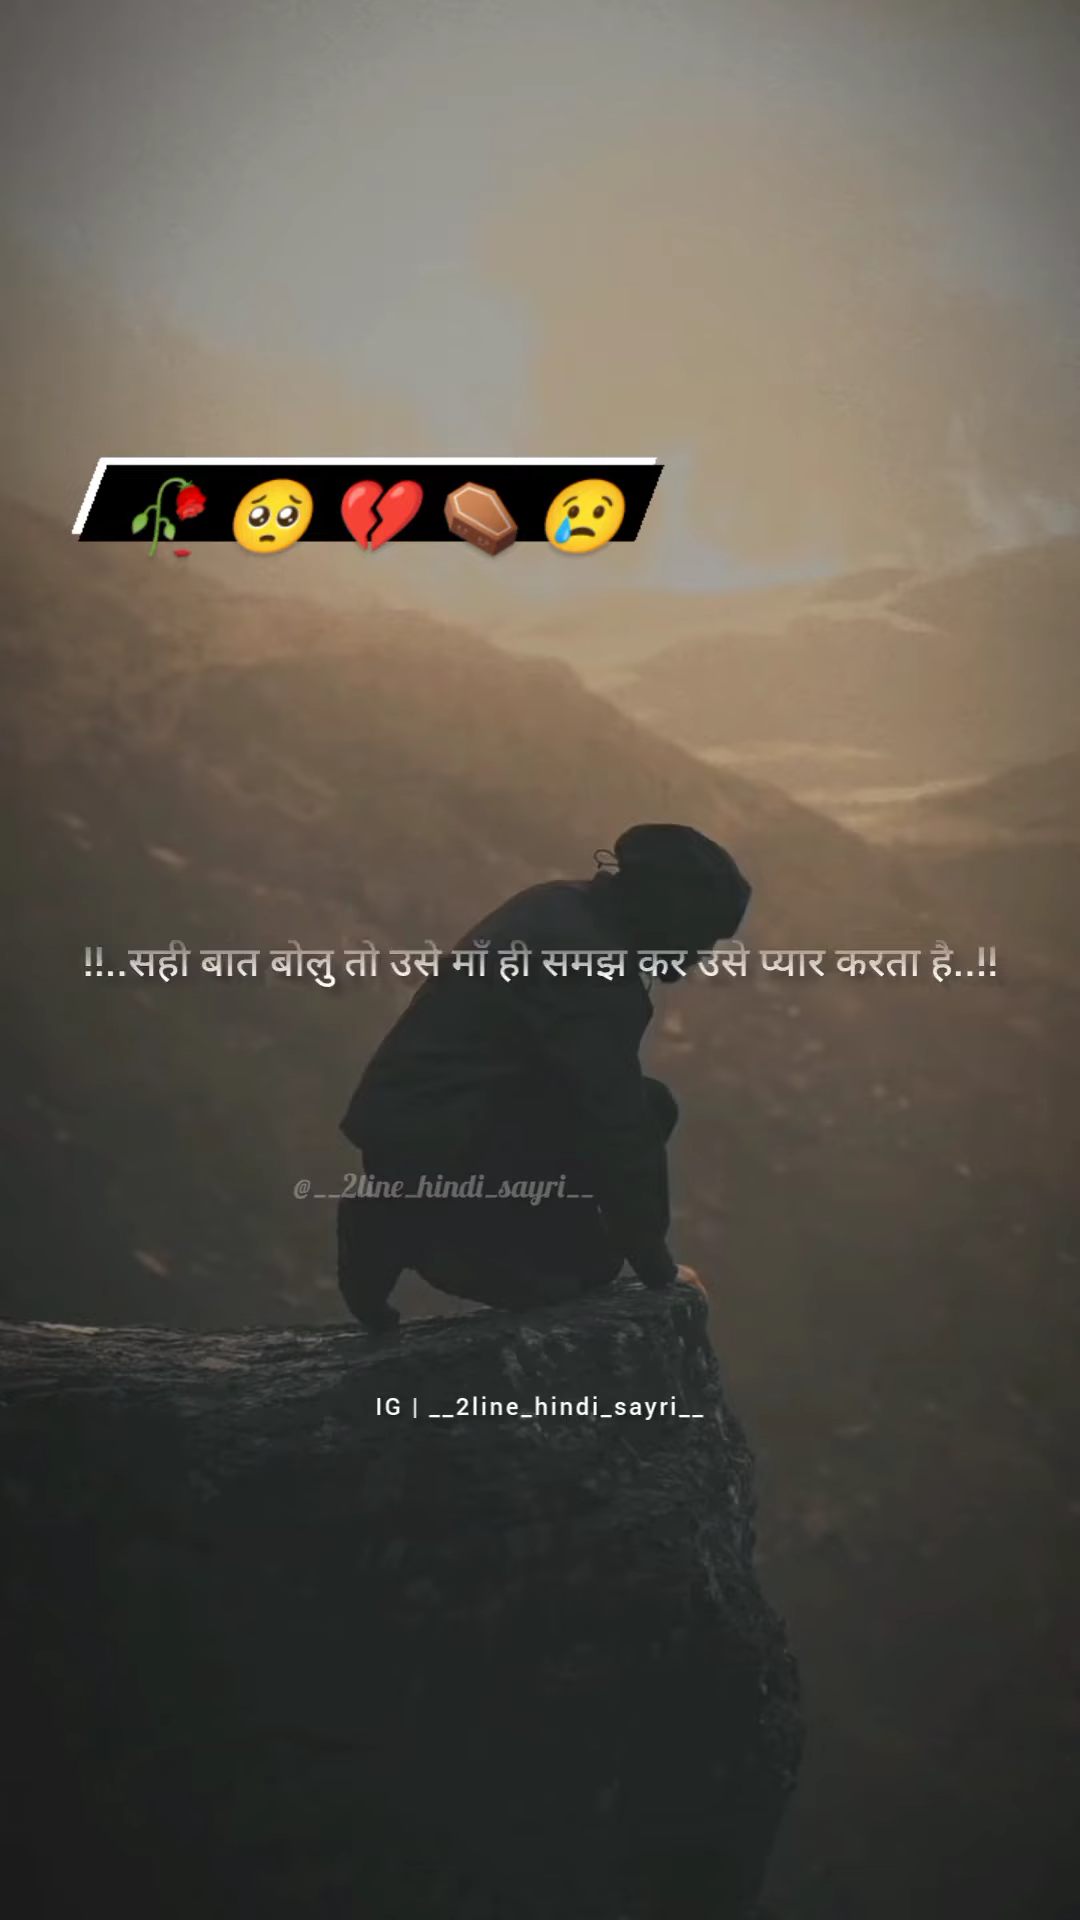 🥀 🥺 💔 ⚰️ 😢
!!..सही बात बोलु तो उसे माँ ही समझ कर उसे प्यार करता है..!!
@__2line_hindi_sayri__
IG | __2line_hindi_sayri__